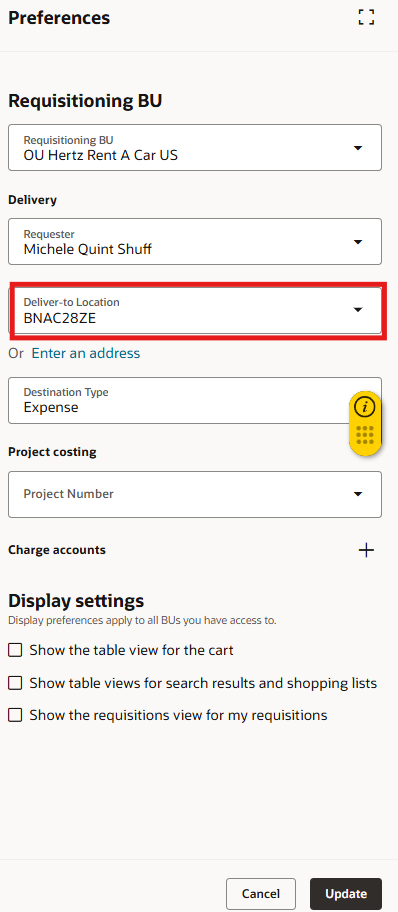 Preferences
Requisitioning BU
Requisitioning BU
OU Hertz Rent A Car US
Delivery
Requester
Michele Quint Shuff
Deliver-to Location
BNAC28ZE
Or Enter an address
Destination Type
Expense
i
Project costing
Project Number
Charge accounts
Display settings
Display preferences apply to all BUs you have access to.
Show the table view for the cart
Show table views for search results and shopping lists
Show the requisitions view for my requisitions
Cancel Update